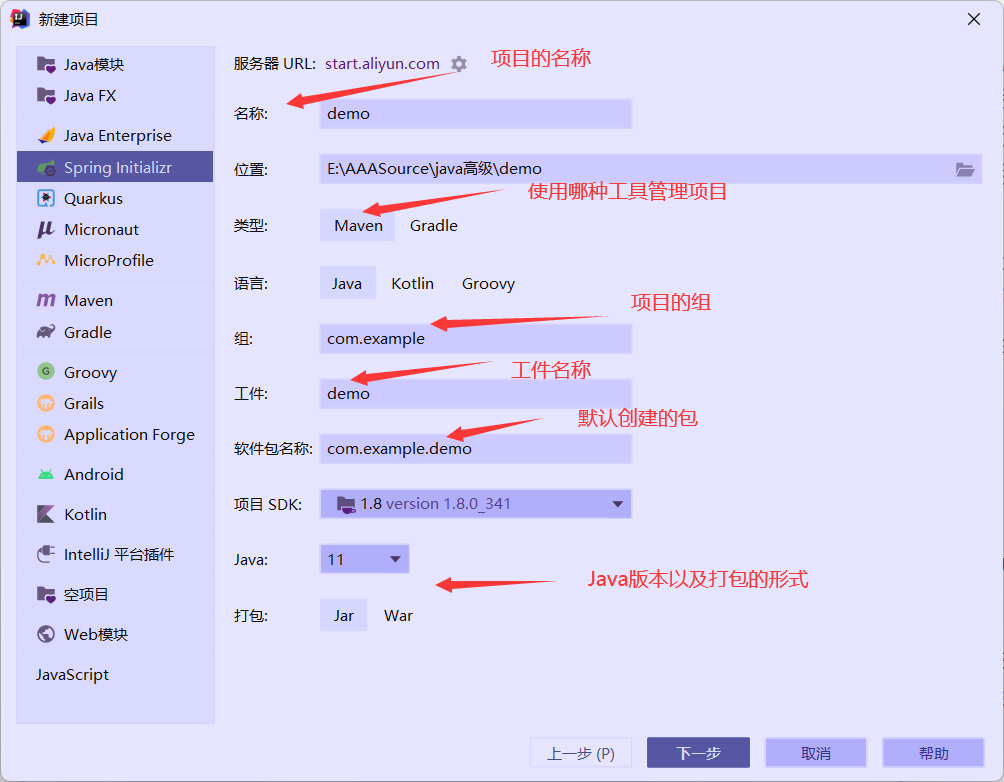 新建项目
Java模块
Java FX
Java Enterprise
Spring Initializr
Quarkus
Micronaut
MicroProfile
Maven
Gradle
Groovy
Grails
Application Forge
Android
Kotlin
IntelliJ 平台插件
空项目
Web模块
JavaScript
服务器 URL: start.aliyun.com
项目的名称
名称: demo
位置: E:\AAASource\java高级\demo
使用哪种工具管理项目
类型: Maven Gradle
语言: Java Kotlin Groovy
项目的组
组: com.example
工件名称
工件: demo
默认创建的包
软件包名称: com.example.demo
项目 SDK: 1.8 version 1.8.0_341
Java: 11
Java版本以及打包的形式
打包: Jar War
上一步 (P) 下一步 取消 帮助